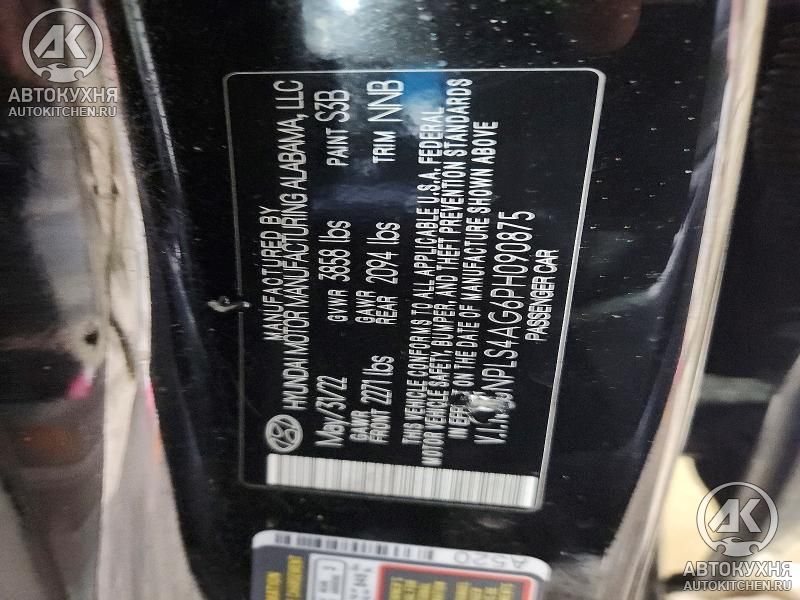 АВТОКУХНЯ
AUTOKITCHEN.RU
MANUFACTURED BY
HYUNDAI MOTOR MANUFACTURING ALABAMA, LLC
May/31/22 GVWR 3858 lbs PAINT S3B
GAWR FRONT 2271 lbs GAWR REAR 2094 lbs TRIM NNB
THIS VEHICLE CONFORMS TO ALL APPLICABLE U.S.A. FEDERAL
MOTOR VEHICLE SAFETY, BUMPER, AND THEFT PREVENTION STANDARDS
IN EFFECT ON THE DATE OF MANUFACTURE SHOWN ABOVE
NPLS4AG6PH090875
PASSENGER CAR
A520
АВТОКУХНЯ
AUTOKITCHEN.RU